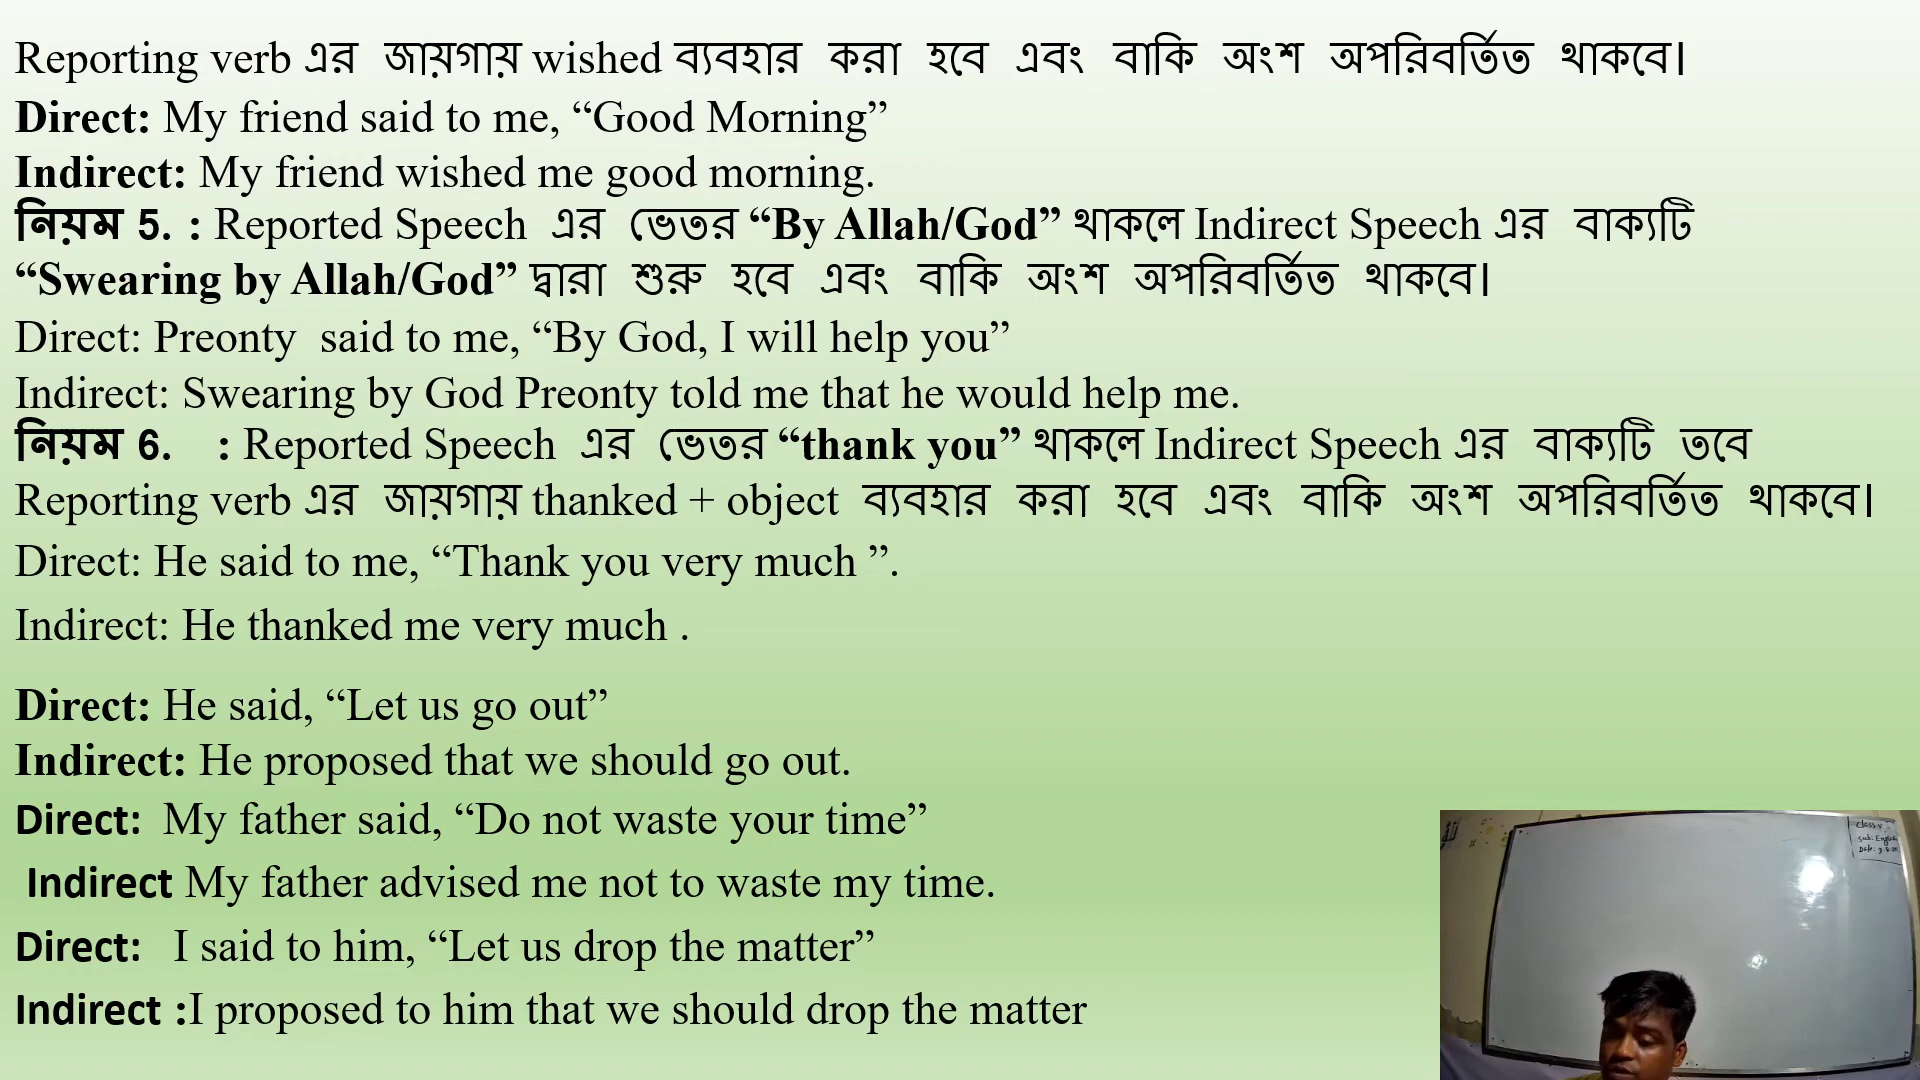 Reporting verb এর জায়গায় wished ব্যবহার করা হবে এবং বাকি অংশ অপরিবর্তিত থাকবে।
Direct: My friend said to me, “Good Morning”
Indirect: My friend wished me good morning.
নিয়ম 5. : Reported Speech এর ভেতর “By Allah/God” থাকলে Indirect Speech এর বাক্যটি
“Swearing by Allah/God” দ্বারা শুরু হবে এবং বাকি অংশ অপরিবর্তিত থাকবে।
Direct: Preonty said to me, “By God, I will help you”
Indirect: Swearing by God Preonty told me that he would help me.
নিয়ম 6. : Reported Speech এর ভেতর “thank you” থাকলে Indirect Speech এর বাক্যটি তবে
Reporting verb এর জায়গায় thanked + object ব্যবহার করা হবে এবং বাকি অংশ অপরিবর্তিত থাকবে।
Direct: He said to me, “Thank you very much ”.
Indirect: He thanked me very much .
Direct: He said, “Let us go out”
Indirect: He proposed that we should go out.
Direct: My father said, “Do not waste your time”
Indirect My father advised me not to waste my time.
Direct: I said to him, “Let us drop the matter”
Indirect :I proposed to him that we should drop the matter